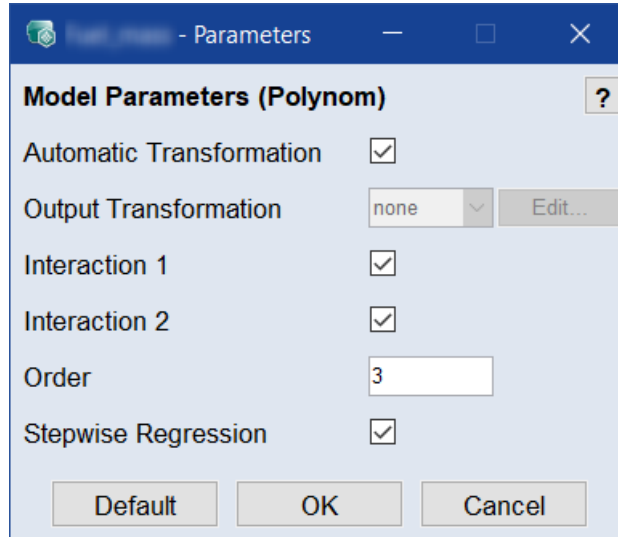 - Parameters
Model Parameters (Polynom) ?
Automatic Transformation
Output Transformation none Edit...
Interaction 1
Interaction 2
Order 3
Stepwise Regression
Default OK Cancel